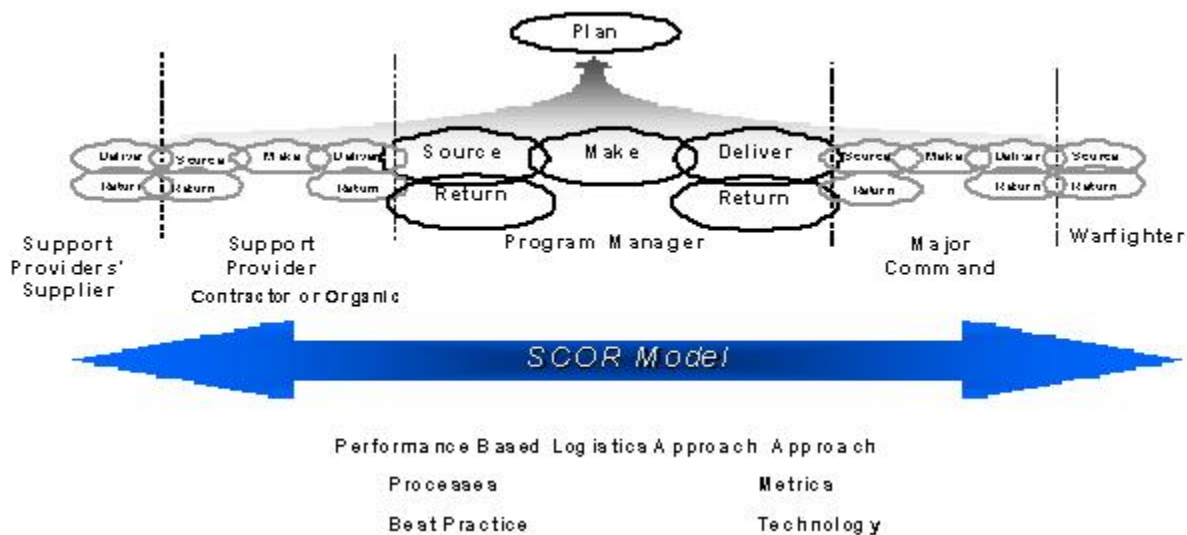 Plan
Deliver Source Make Deliver Source Make Deliver Source Make Deliver Source
Return Return Return Return Return Return Return Return
Support Providers' Supplier
Support Provider
Contractor or Organic
Program Manager
Major Command
Warfighter
SCOR Model
Performance Based Logistics Approach Approach
Processes Metrics
Best Practice Technology